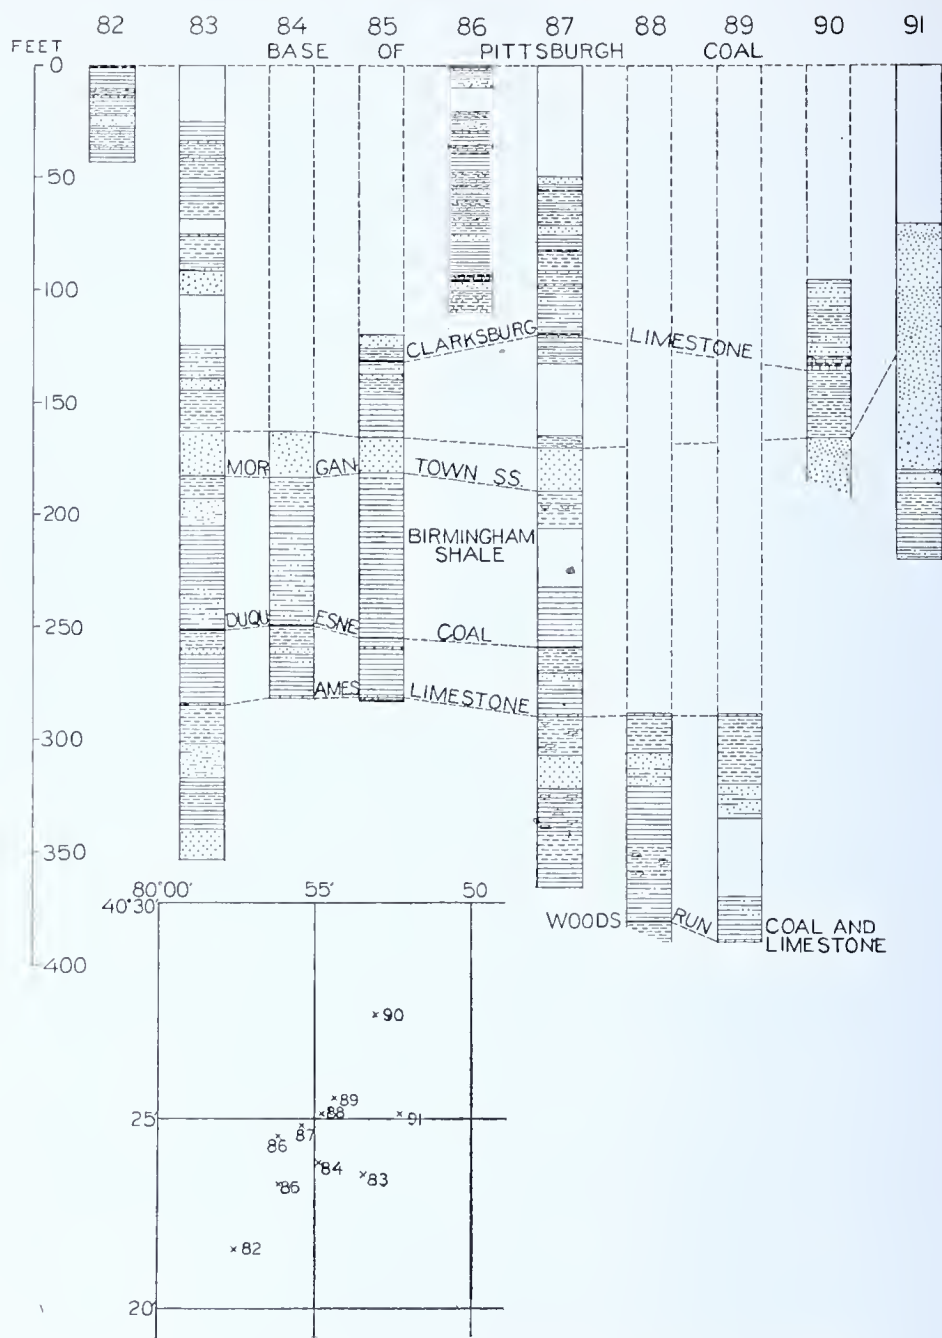 82 83 84 85 86 87 88 89 90 91
FEET BASE OF PITTSBURGH COAL
0
50
100
CLARKSBURG LIMESTONE
150
MOR GAN TOWN SS.
200
BIRMINGHAM
SHALE
DUQU ESNE COAL
250
AMES LIMESTONE
300
350
WOODS RUN COAL AND
LIMESTONE
400
80°00' 55' 50
40°30'
×90
×89
25' ×88 ×91
×87
×86
×84
×83
×86
×82
20'